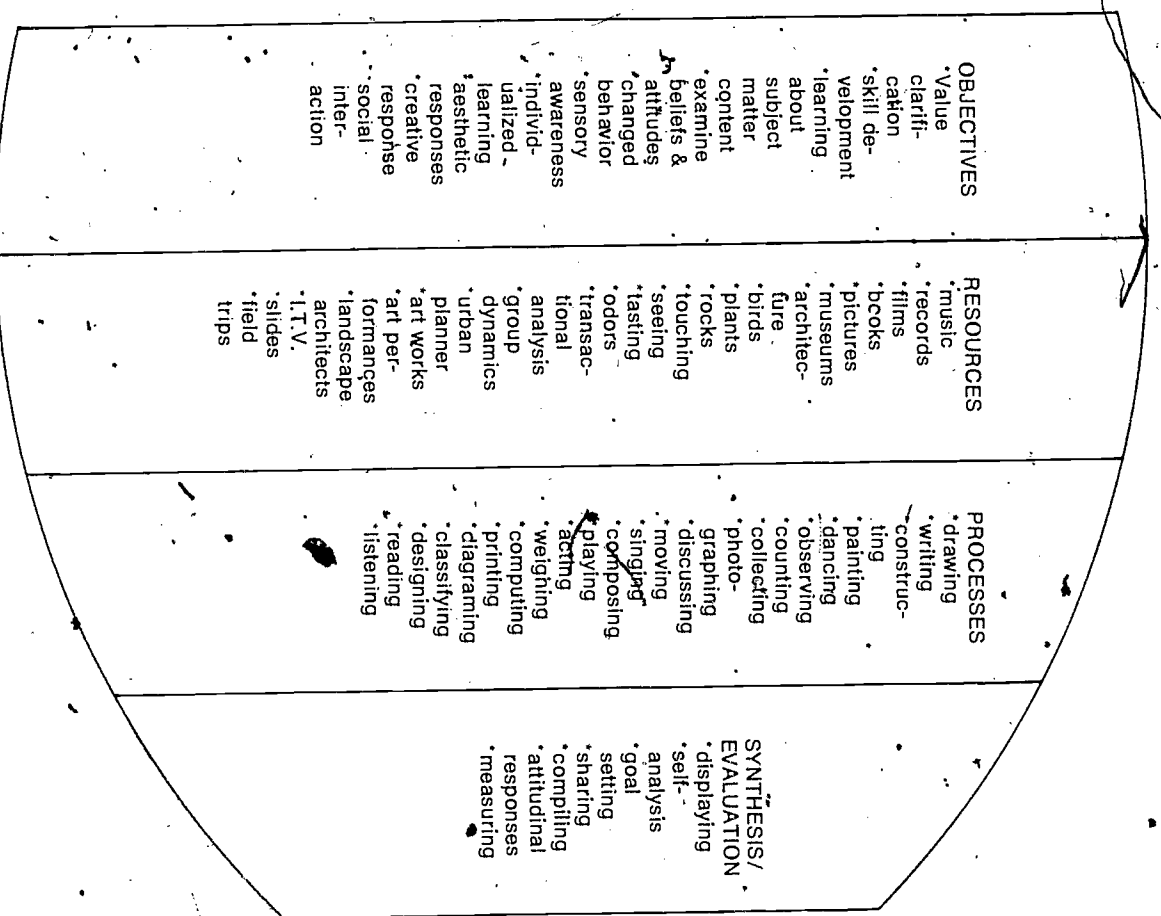 OBJECTIVES
*Value
clarifi-
cation
*skill de-
velopment
*learning
about
subject
matter
content
*examine
beliefs &
attitudes
*changed
behavior
*sensory
awareness
*individ-
ualized
learning
*aesthetic
responses
*creative
response
*social
inter-
action
RESOURCES
*music
*records
*films
*books
*pictures
*museums
*architec-
ture
*birds
*plants
*rocks
*touching
*seeing
*tasting
*odors
*transac-
tional
analysis
*group
dynamics
*urban
planner
*art works
*art per-
formances
*landscape
architects
*I.T.V.
*slides
*field
trips
PROCESSES
*drawing
*writing
*construc-
ting
*painting
*dancing
*observing
*counting
*collecting
*photo-
graphing
*discussing
*moving
*singing
*composing
*playing
*acting
*weighing
*computing
*printing
*diagraming
*classifying
*designing
*reading
*listening
SYNTHESIS/
EVALUATION
*displaying
*self-
analysis
*goal
setting
*sharing
*compiling
*attitudinal
responses
*measuring